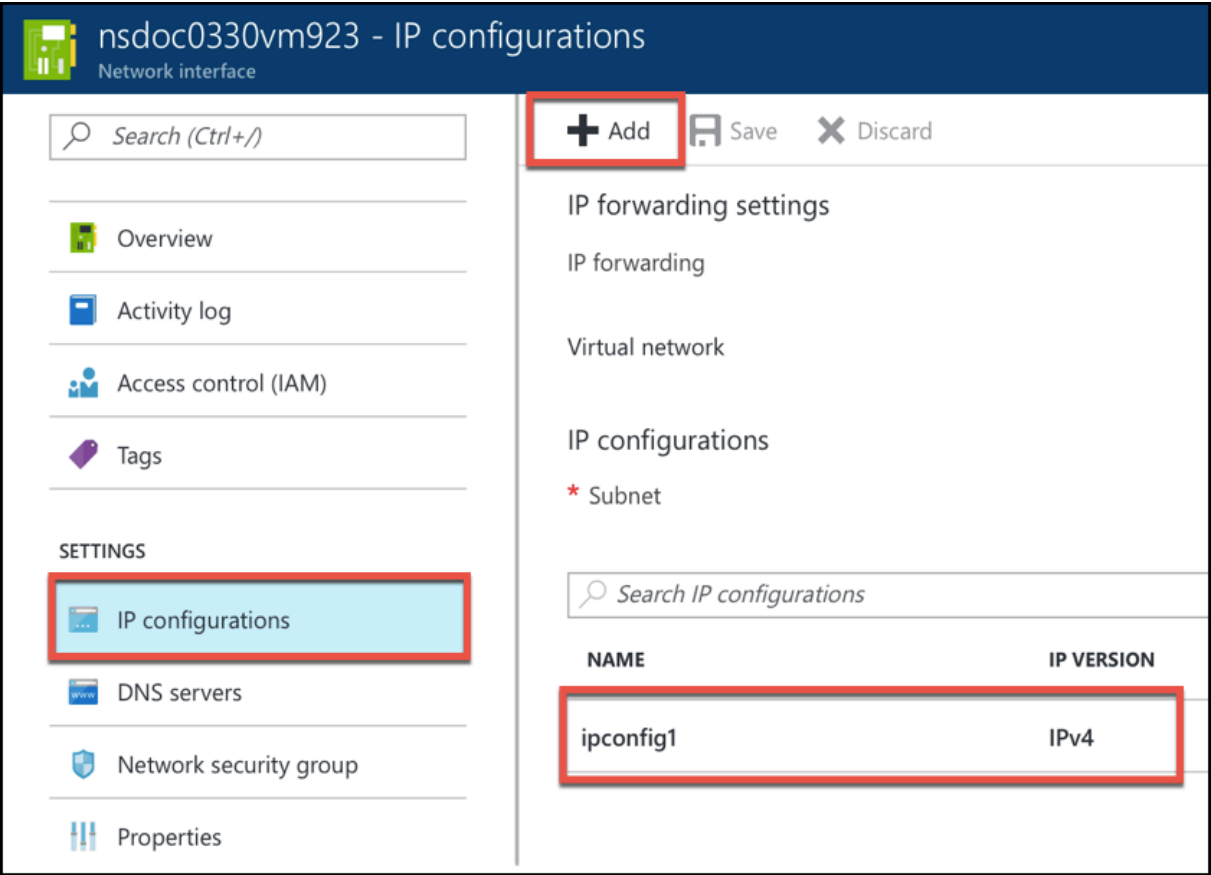 nsdoc0330vm923 - IP configurations
Network interface
Search (Ctrl+/)
Overview
Activity log
Access control (IAM)
Tags
SETTINGS
IP configurations
DNS servers
Network security group
Properties
Add Save Discard
IP forwarding settings
IP forwarding
Virtual network
IP configurations
* Subnet
Search IP configurations
NAME IP VERSION
ipconfig1 IPv4